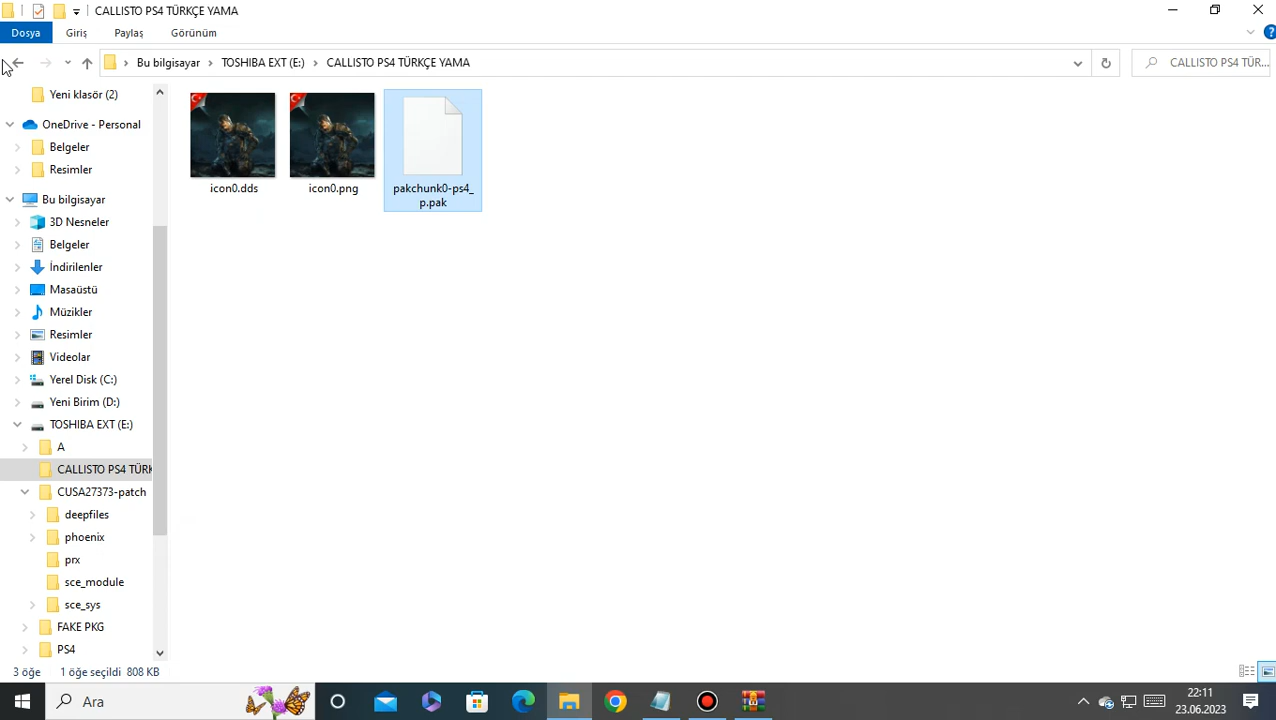 CALLISTO PS4 TÜRKÇE YAMA
Dosya Giriş Paylaş Görünüm
Bu bilgisayar TOSHIBA EXT (E:) CALLISTO PS4 TÜRKÇE YAMA CALLISTO PS4 TÜR...
Yeni klasör (2)
OneDrive - Personal
Belgeler
Resimler
Bu bilgisayar
3D Nesneler
Belgeler
İndirilenler
Masaüstü
Müzikler
Resimler
Videolar
Yerel Disk (C:)
Yeni Birim (D:)
TOSHIBA EXT (E:)
A
CALLISTO PS4 TÜRK
CUSA27373-patch
deepfiles
phoenix
prx
sce_module
sce_sys
FAKE PKG
PS4
icon0.dds
icon0.png
pakchunk0-ps4_
p.pak
3 öğe 1 öğe seçildi 808 KB
Ara
22:11
23.06.2023